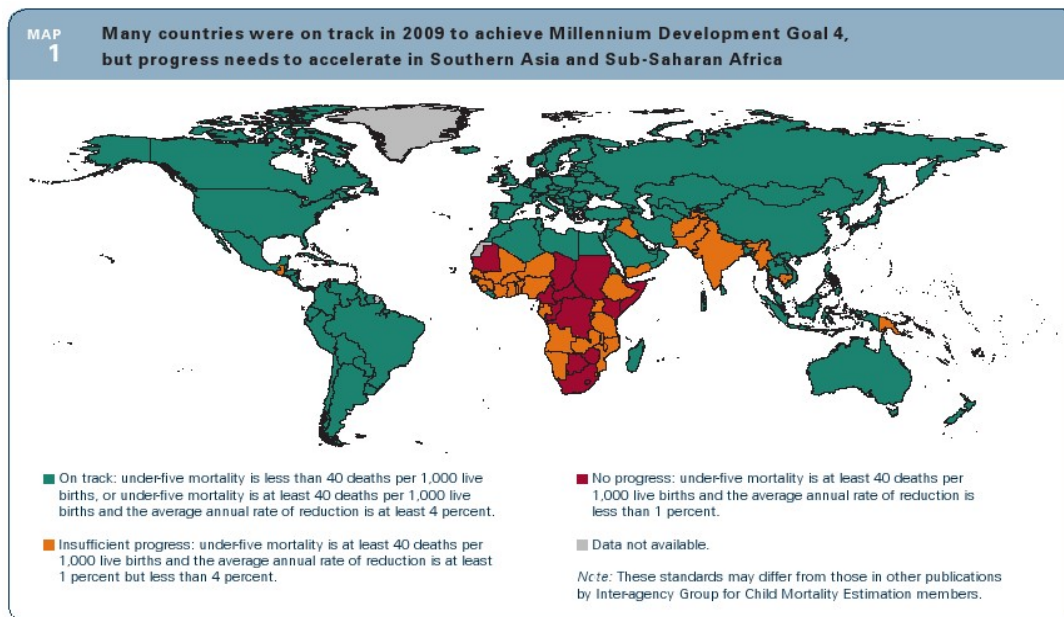 MAP
1
Many countries were on track in 2009 to achieve Millennium Development Goal 4,
but progress needs to accelerate in Southern Asia and Sub-Saharan Africa
On track: under-five mortality is less than 40 deaths per 1,000 live
births, or under-five mortality is at least 40 deaths per 1,000 live
births and the average annual rate of reduction is at least 4 percent.
Insufficient progress: under-five mortality is at least 40 deaths per
1,000 live births and the average annual rate of reduction is at least
1 percent but less than 4 percent.
No progress: under-five mortality is at least 40 deaths per
1,000 live births and the average annual rate of reduction is
less than 1 percent.
Data not available.
Note: These standards may differ from those in other publications
by Inter-agency Group for Child Mortality Estimation members.